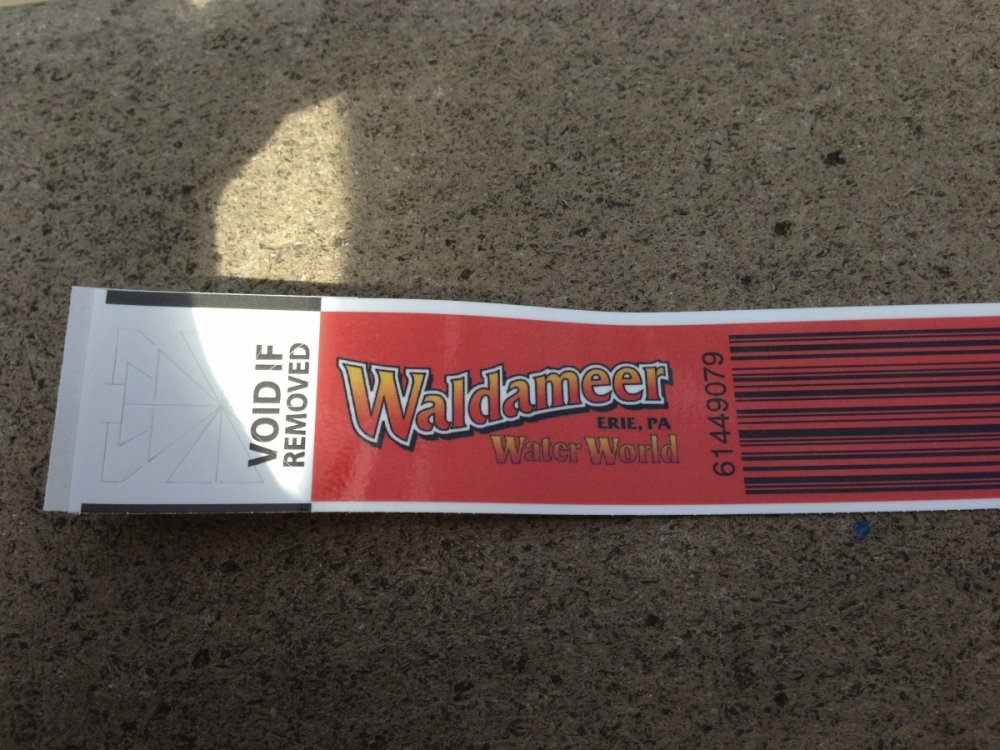 VOID IF
REMOVED
Waldameer
ERIE, PA
Water World
61449079